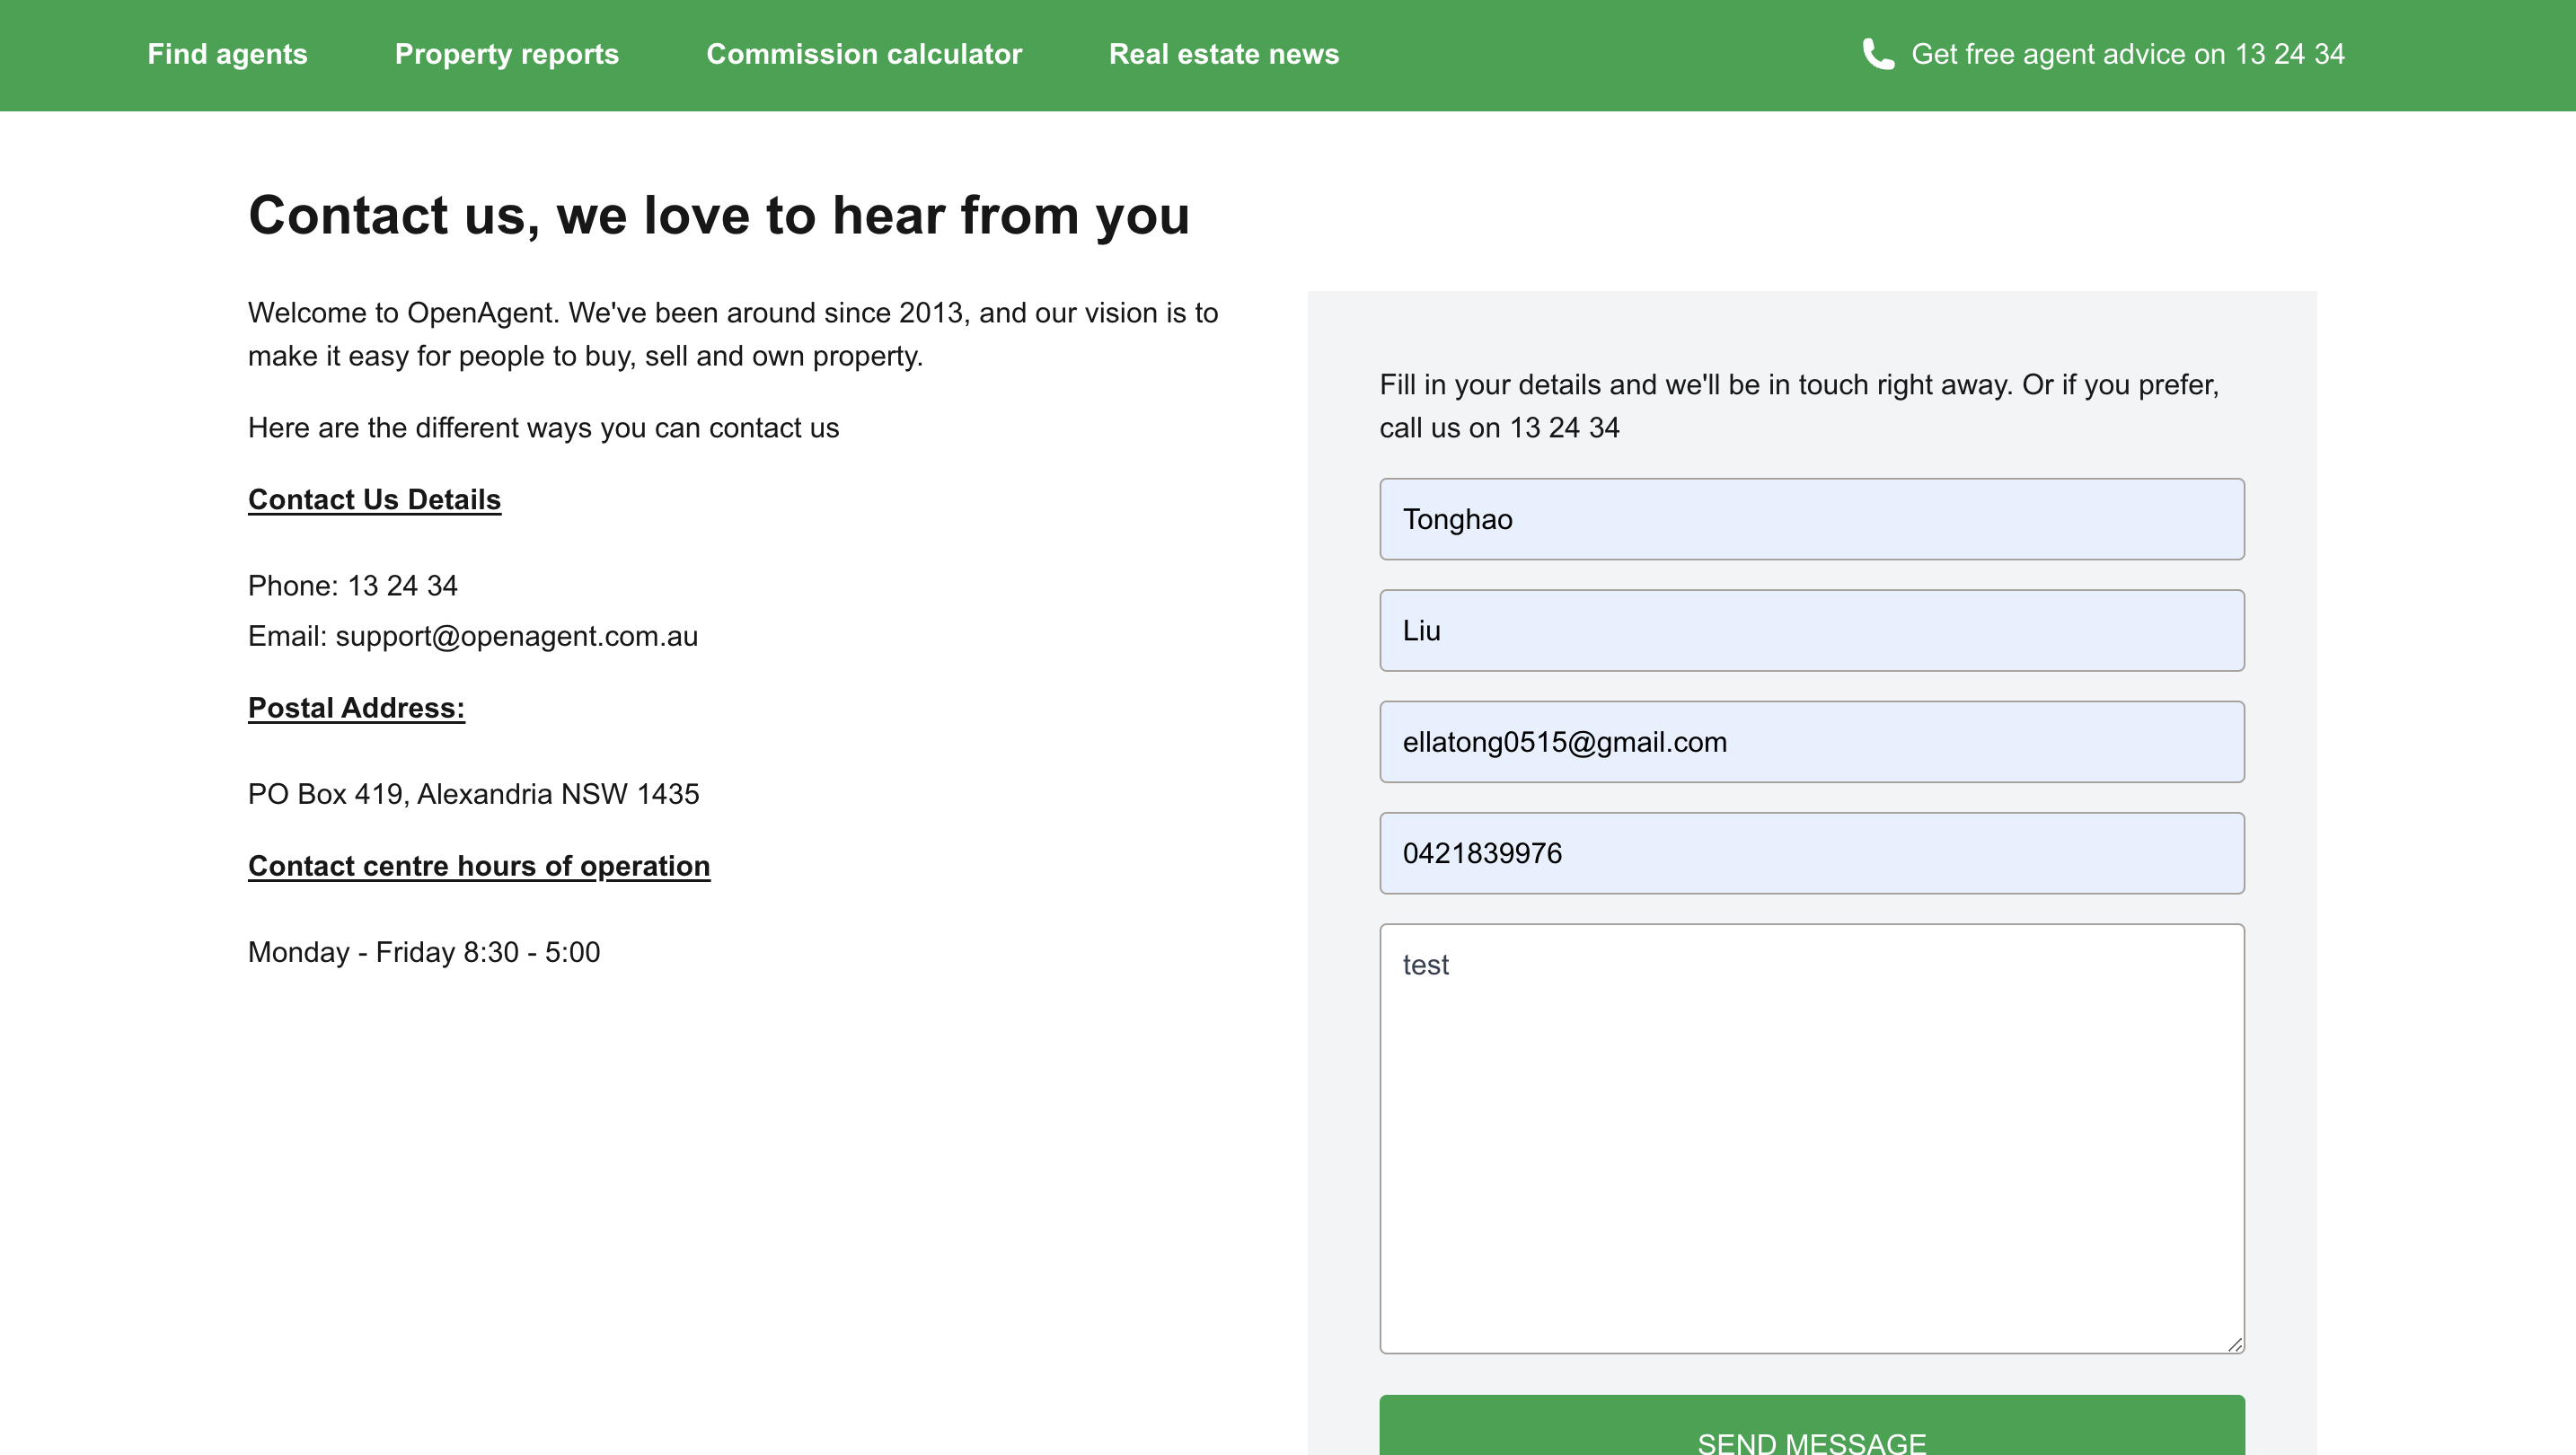 Find agents Property reports Commission calculator Real estate news Get free agent advice on 13 24 34
Contact us, we love to hear from you
Welcome to OpenAgent. We've been around since 2013, and our vision is to
make it easy for people to buy, sell and own property.
Here are the different ways you can contact us
Contact Us Details
Phone: 13 24 34
Email: support@openagent.com.au
Postal Address:
PO Box 419, Alexandria NSW 1435
Contact centre hours of operation
Monday - Friday 8:30 - 5:00
Fill in your details and we'll be in touch right away. Or if you prefer,
call us on 13 24 34
Tonghao
Liu
ellatong0515@gmail.com
0421839976
test
SEND MESSAGE